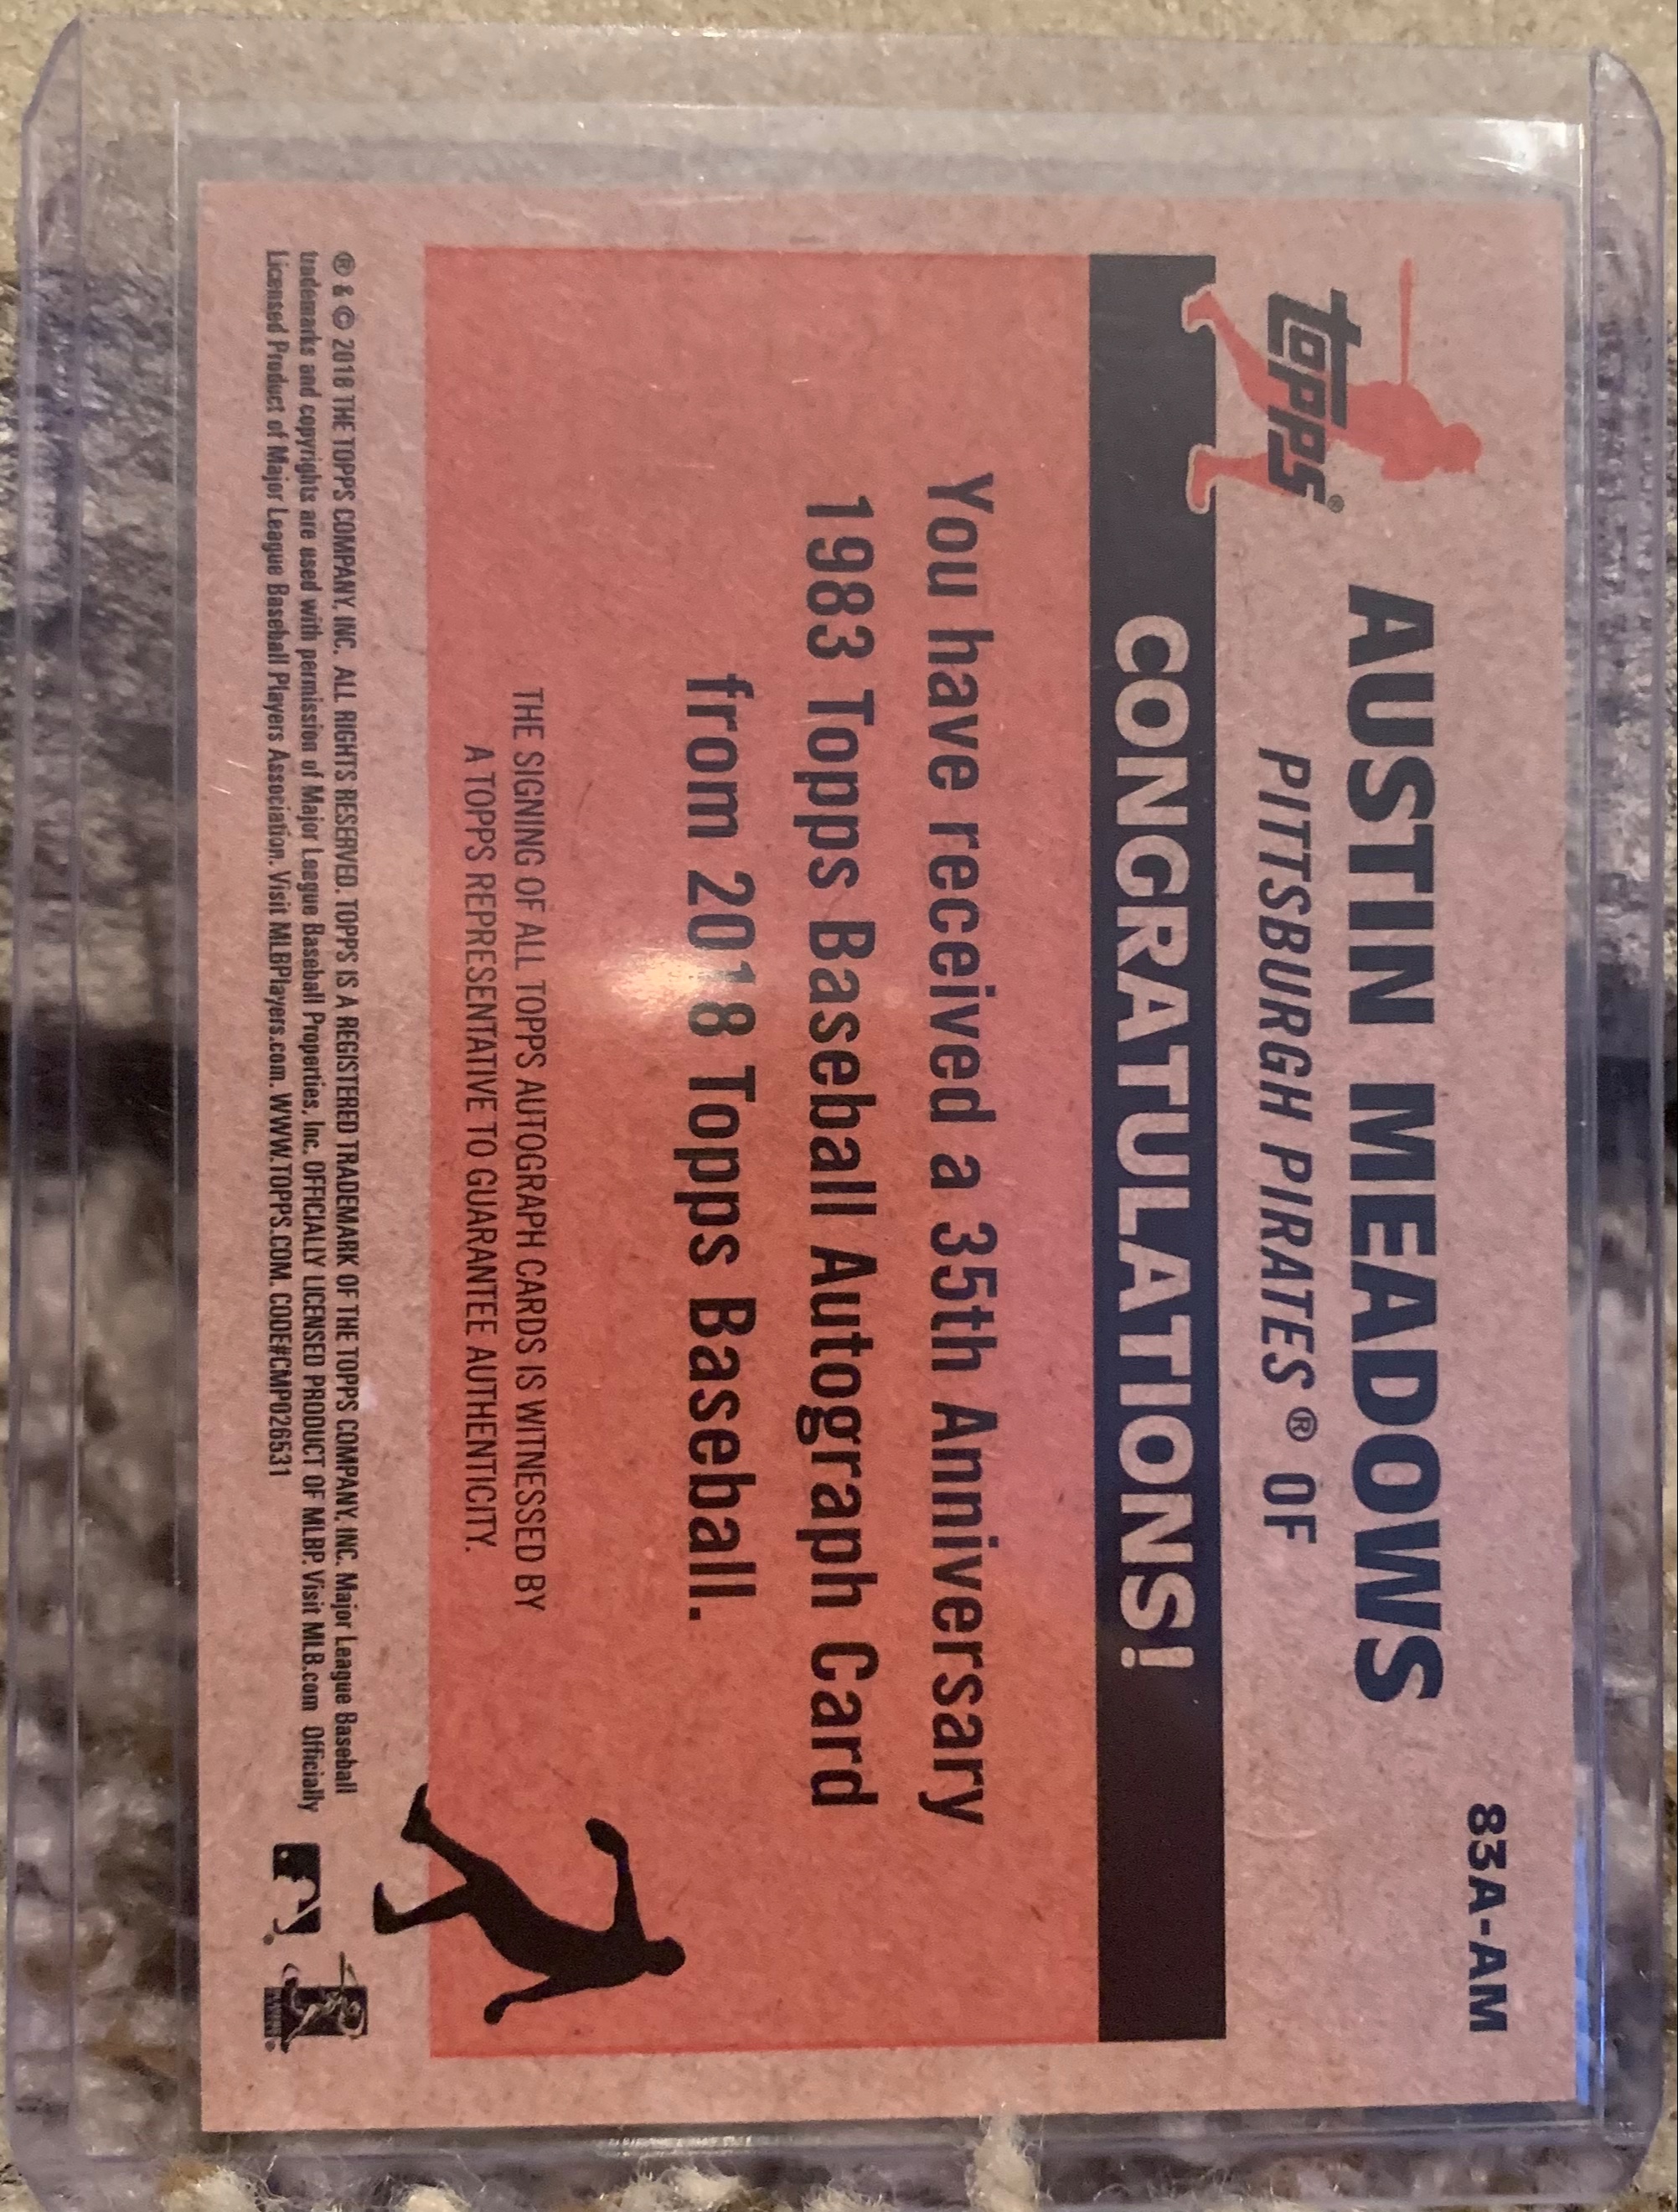 83A-AM
topps®
AUSTIN MEADOWS
PITTSBURGH PIRATES® OF
CONGRATULATIONS!
You have received a 35th Anniversary
1983 Topps Baseball Autograph Card
from 2018 Topps Baseball.
THE SIGNING OF ALL TOPPS AUTOGRAPH CARDS IS WITNESSED BY
A TOPPS REPRESENTATIVE TO GUARANTEE AUTHENTICITY.
® & © 2018 THE TOPPS COMPANY, INC. ALL RIGHTS RESERVED. TOPPS IS A REGISTERED TRADEMARK OF THE TOPPS COMPANY, INC. Major League Baseball
trademarks and copyrights are used with permission of Major League Baseball Properties, Inc. OFFICIALLY LICENSED PRODUCT OF MLBP. Visit MLB.com Officially
Licensed Product of Major League Baseball Players Association. Visit MLBPlayers.com. WWW.TOPPS.COM. CODE#CMP026531